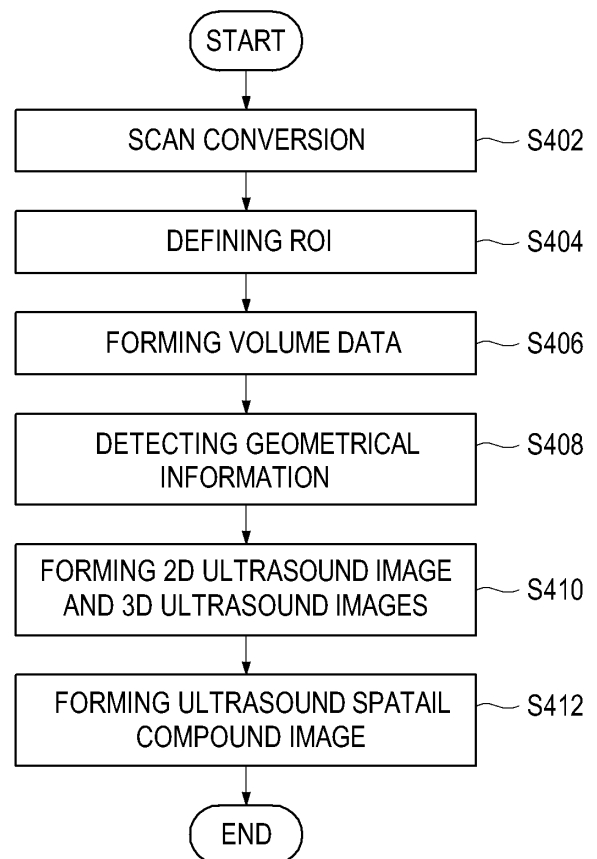 START
SCAN CONVERSION
S402
DEFINING ROI
S404
FORMING VOLUME DATA
S406
DETECTING GEOMETRICAL
INFORMATION
S408
FORMING 2D ULTRASOUND IMAGE
AND 3D ULTRASOUND IMAGES
S410
FORMING ULTRASOUND SPATAIL
COMPOUND IMAGE
S412
END